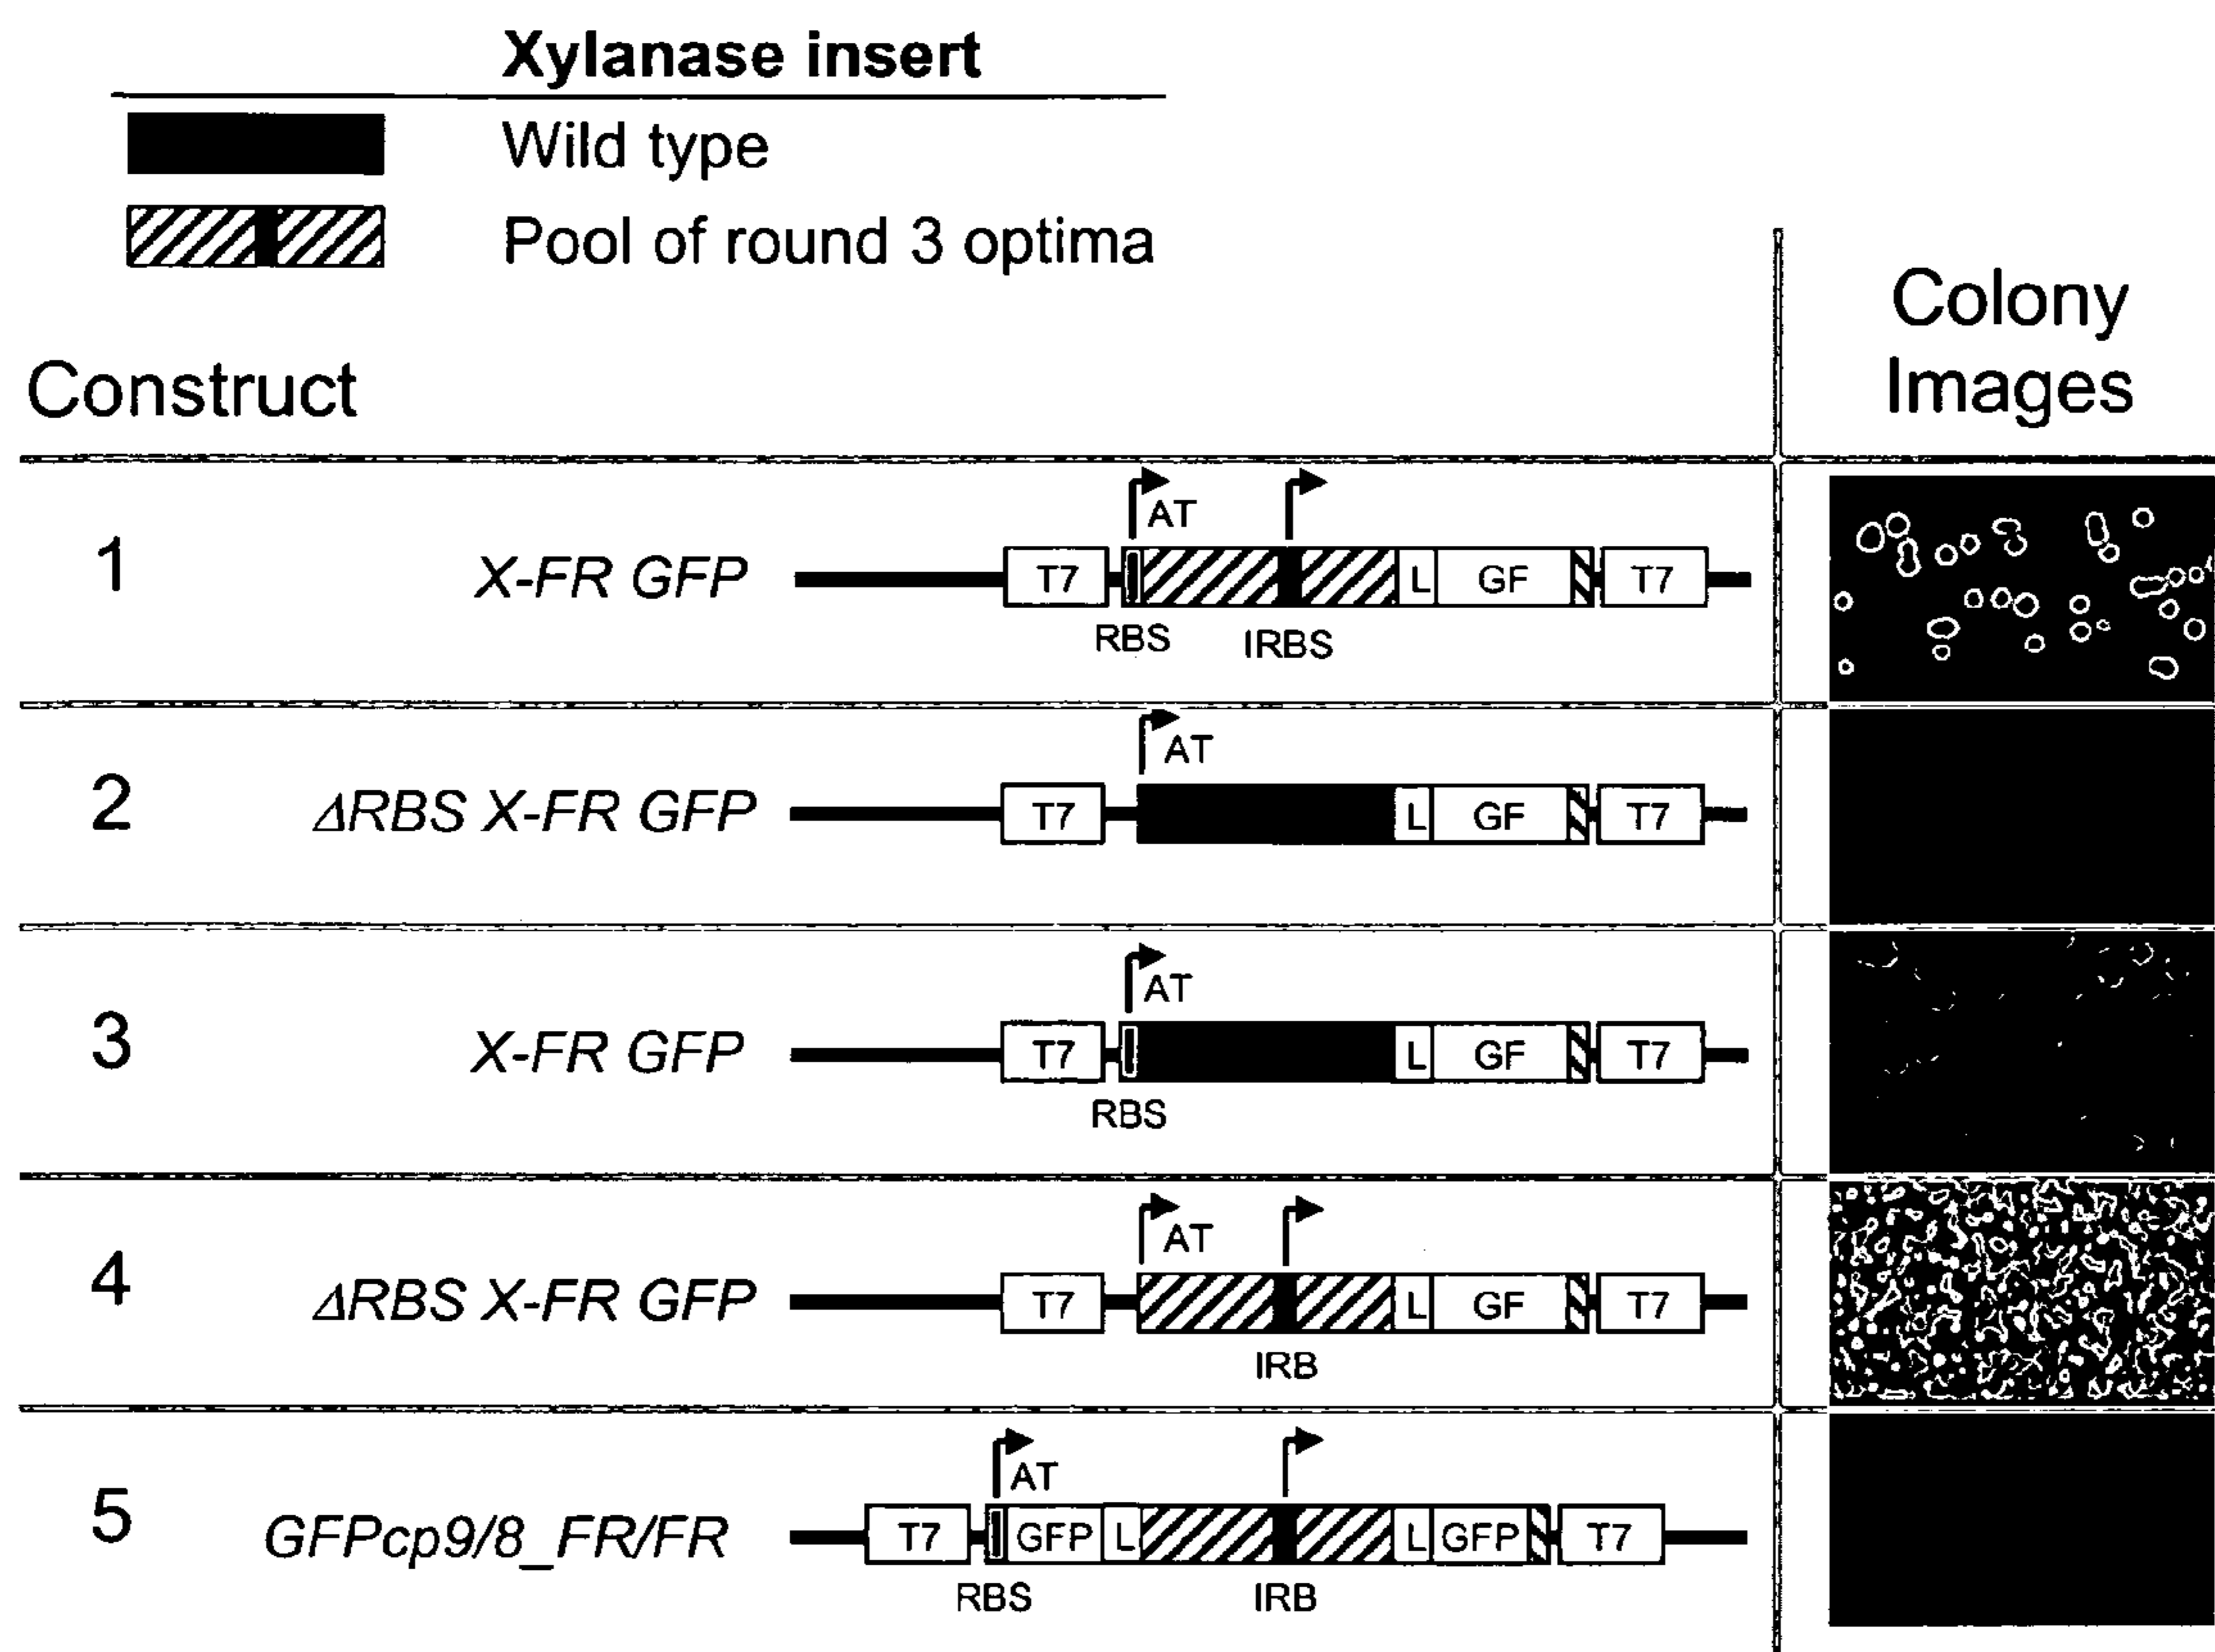 Xylanase insert
Wild type
Pool of round 3 optima
Construct
Colony
Images
1
X-FR GFP
AT
T7
L
GF
T7
RBS
IRBS
2
ΔRBS X-FR GFP
AT
T7
L
GF
T7
3
X-FR GFP
AT
T7
L
GF
T7
RBS
4
ΔRBS X-FR GFP
AT
T7
L
GF
T7
IRB
5
GFPcp9/8_FR/FR
AT
T7
GFP
L
L
GFP
T7
RBS
IRB